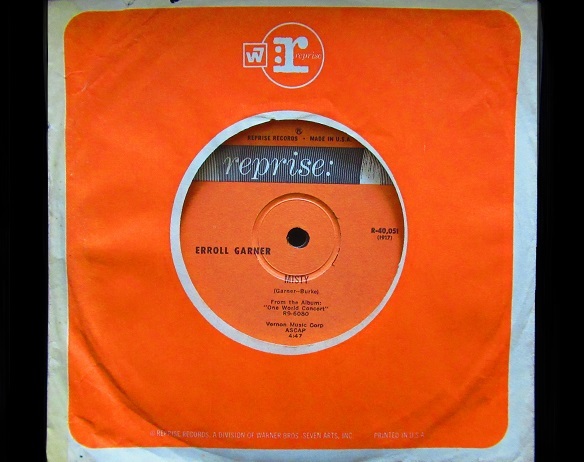 W7 r: reprise
REPRISE RECORDS • MADE IN U.S.A.
reprise:
R-40,051
(1917)
ERROLL GARNER
MISTY
(Garner-Burke)
From the Album:
"One World Concert"
R9-6080
Vernon Music Corp
ASCAP
4:47
REPRISE RECORDS, A DIVISION OF WARNER BROS.-SEVEN ARTS, INC. PRINTED IN U.S.A.